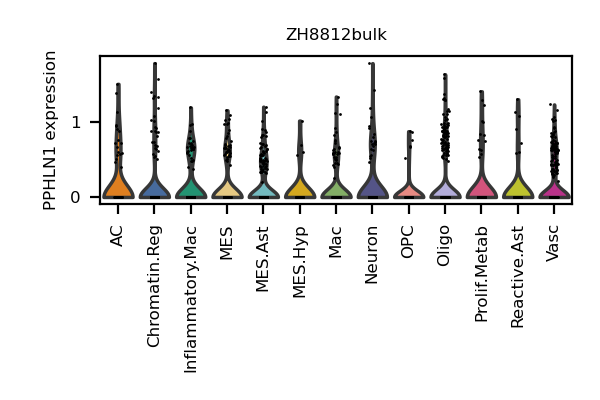 ZH8812bulk
PPHLN1 expression
1
0
AC
Chromatin.Reg
Inflammatory.Mac
MES
MES.Ast
MES.Hyp
Mac
Neuron
OPC
Oligo
Prolif.Metab
Reactive.Ast
Vasc